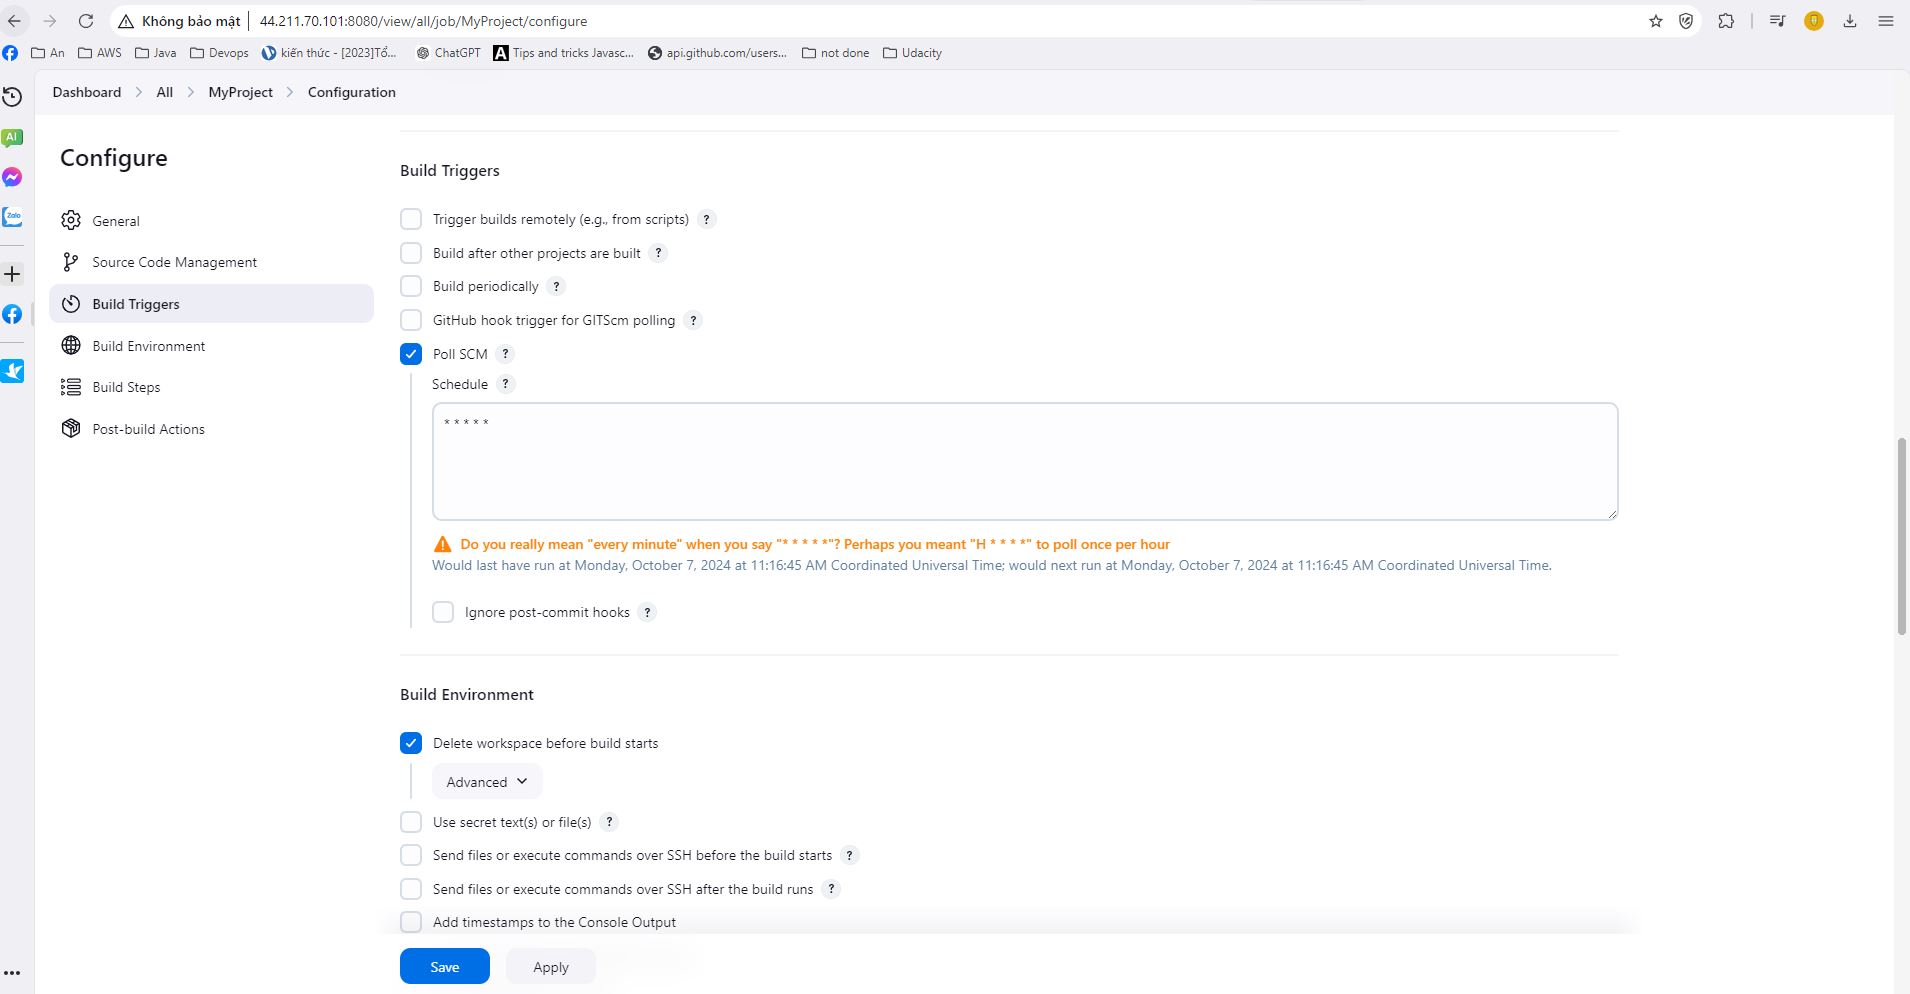 Không bảo mật 44.211.70.101:8080/view/all/job/MyProject/configure
An AWS Java Devops kiến thức - [2023]Tổ... ChatGPT Tips and tricks Javasc... api.github.com/users... not done Udacity
Dashboard All MyProject Configuration
AI
Zalo
Configure
General
Source Code Management
Build Triggers
Build Environment
Build Steps
Post-build Actions
Build Triggers
Trigger builds remotely (e.g., from scripts) ?
Build after other projects are built ?
Build periodically ?
GitHub hook trigger for GITScm polling ?
Poll SCM ?
Schedule ?
* * * * *
Do you really mean "every minute" when you say "* * * * *"? Perhaps you meant "H * * * *" to poll once per hour
Would last have run at Monday, October 7, 2024 at 11:16:45 AM Coordinated Universal Time; would next run at Monday, October 7, 2024 at 11:16:45 AM Coordinated Universal Time.
Ignore post-commit hooks ?
Build Environment
Delete workspace before build starts
Advanced
Use secret text(s) or file(s) ?
Send files or execute commands over SSH before the build starts ?
Send files or execute commands over SSH after the build runs ?
Add timestamps to the Console Output
Save Apply